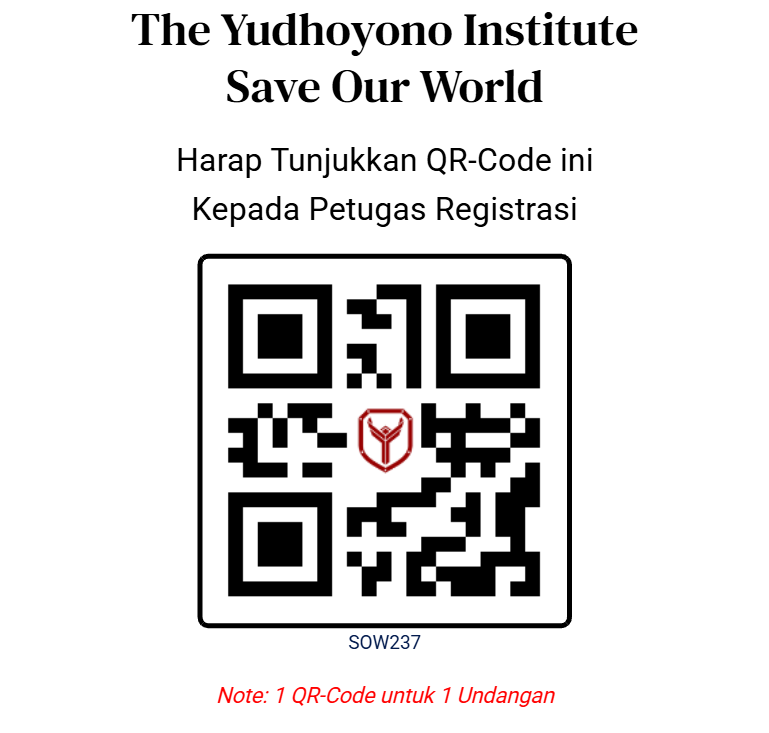 The Yudhoyono Institute
Save Our World
Harap Tunjukkan QR-Code ini
Kepada Petugas Registrasi
SOW237
Note: 1 QR-Code untuk 1 Undangan